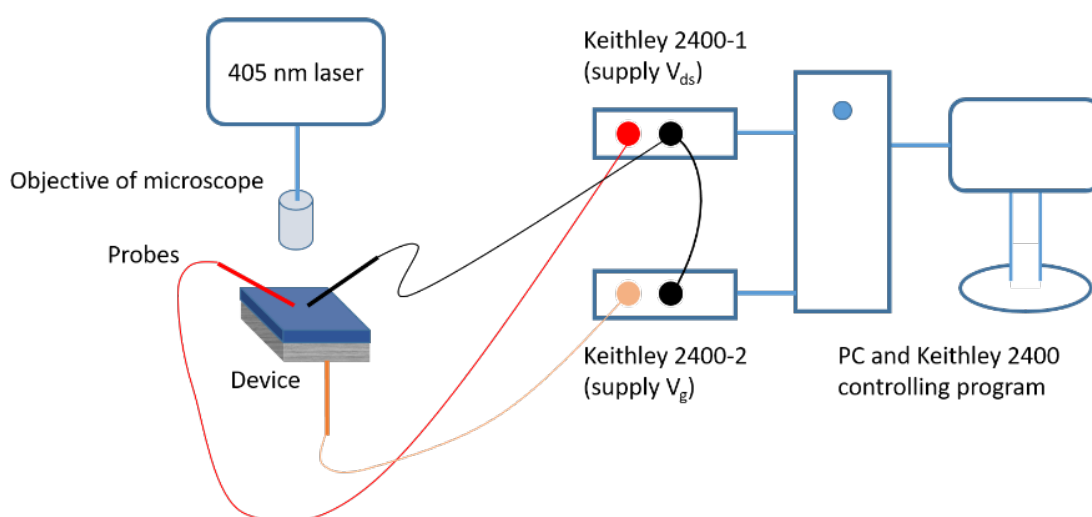 405 nm laser
Objective of microscope
Probes
Device
Keithley 2400-1
(supply Vds)
Keithley 2400-2
(supply Vg)
PC and Keithley 2400
controlling program